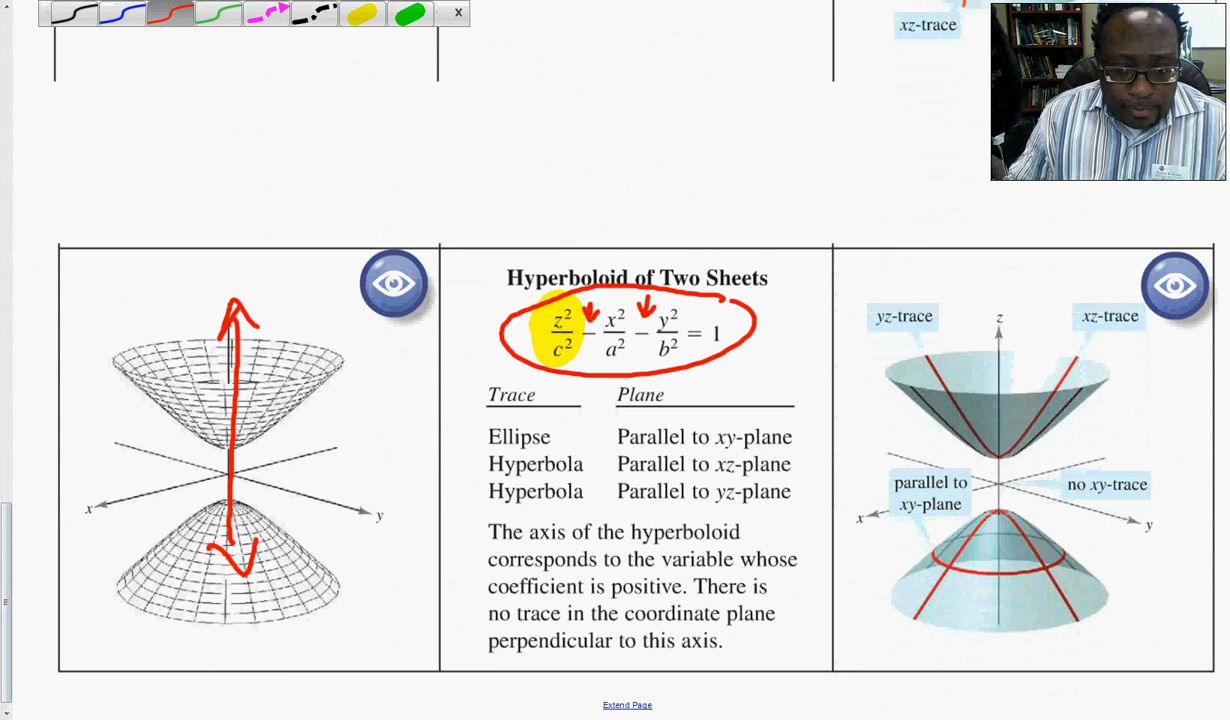 x
xz-trace
Hyperboloid of Two Sheets
z²/c² − x²/a² − y²/b² = 1
Trace Plane
Ellipse Parallel to xy-plane
Hyperbola Parallel to xz-plane
Hyperbola Parallel to yz-plane
The axis of the hyperboloid
corresponds to the variable whose
coefficient is positive. There is
no trace in the coordinate plane
perpendicular to this axis.
x
y
yz-trace
z
xz-trace
parallel to
xy-plane
no xy-trace
x
y
Extend Page